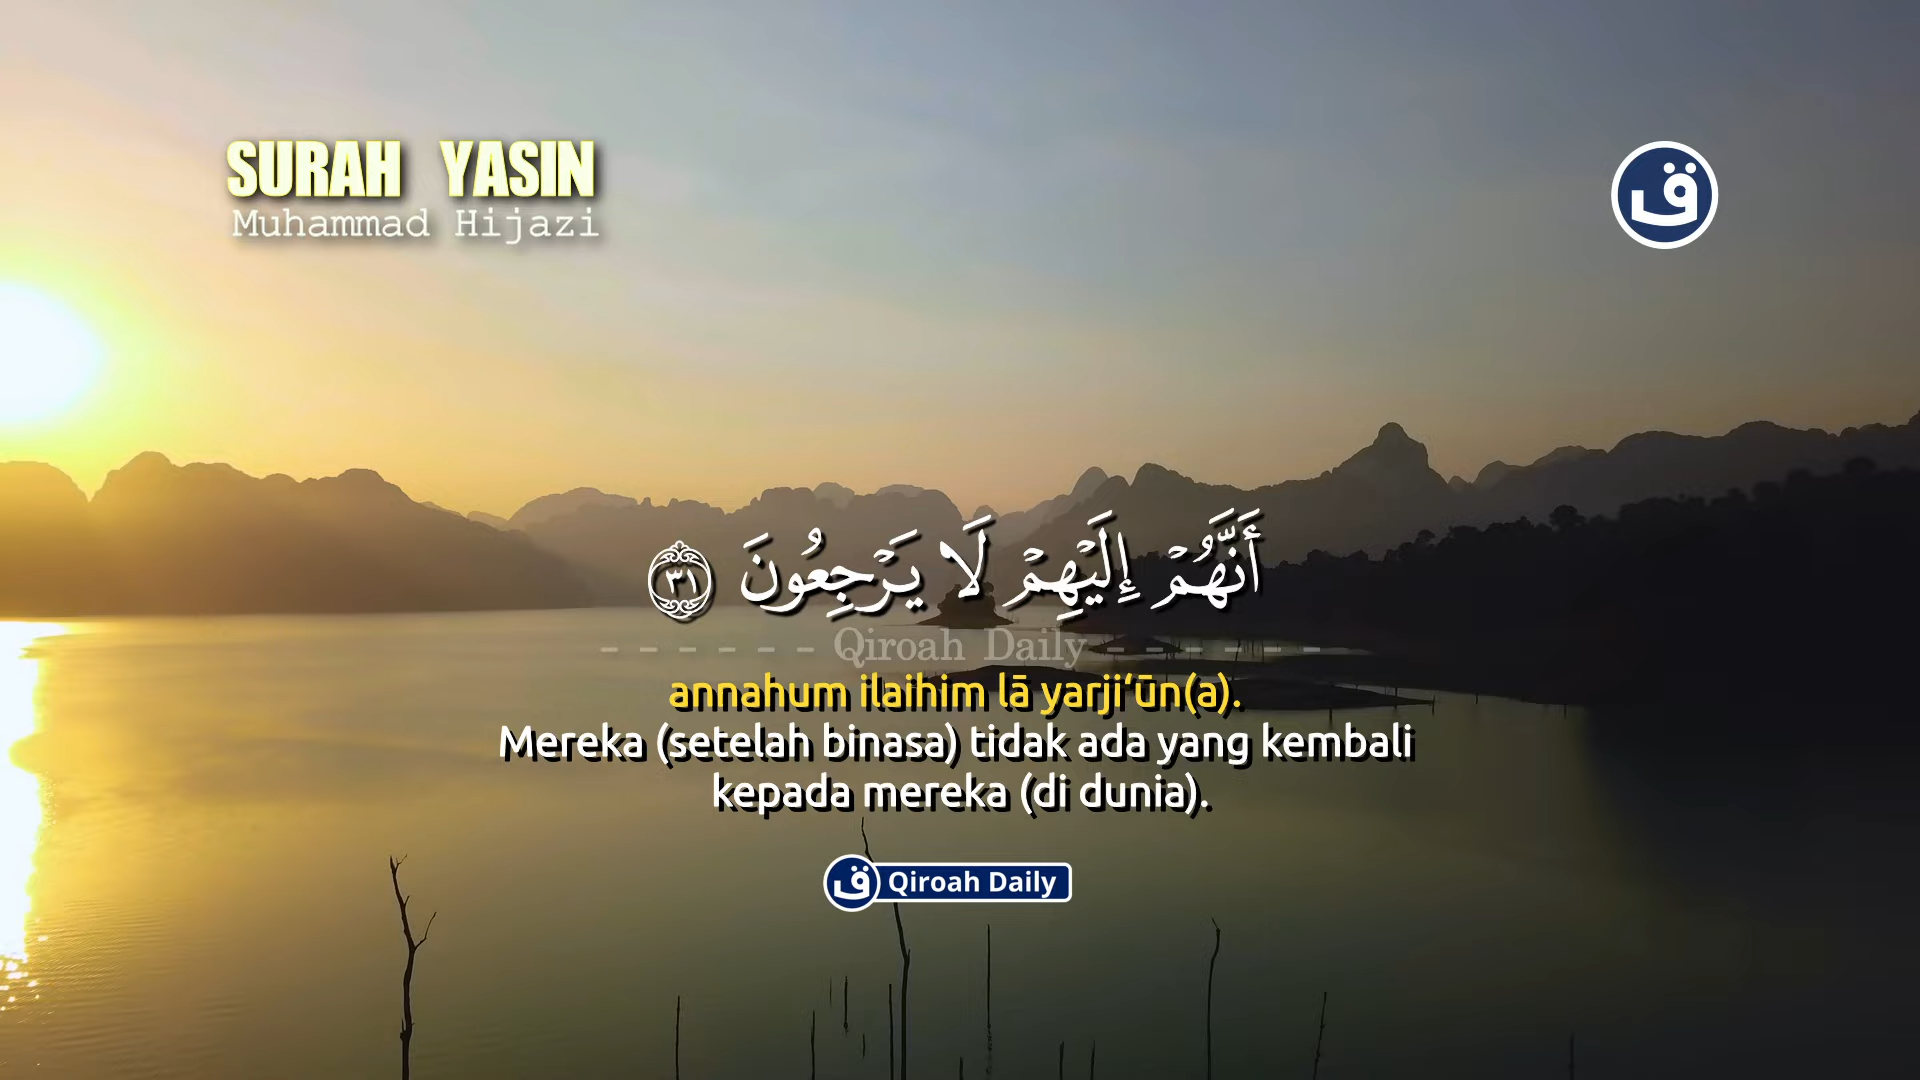 SURAH YASIN
Muhammad Hijazi
ق
أَنَّهُمْ إِلَيْهِمْ لَا يَرْجِعُونَ ٣١
- - - - - - Qiroah Daily - - - - - -
annahum ilaihim lā yarji‘ūn(a).
Mereka (setelah binasa) tidak ada yang kembali
kepada mereka (di dunia).
ق Qiroah Daily